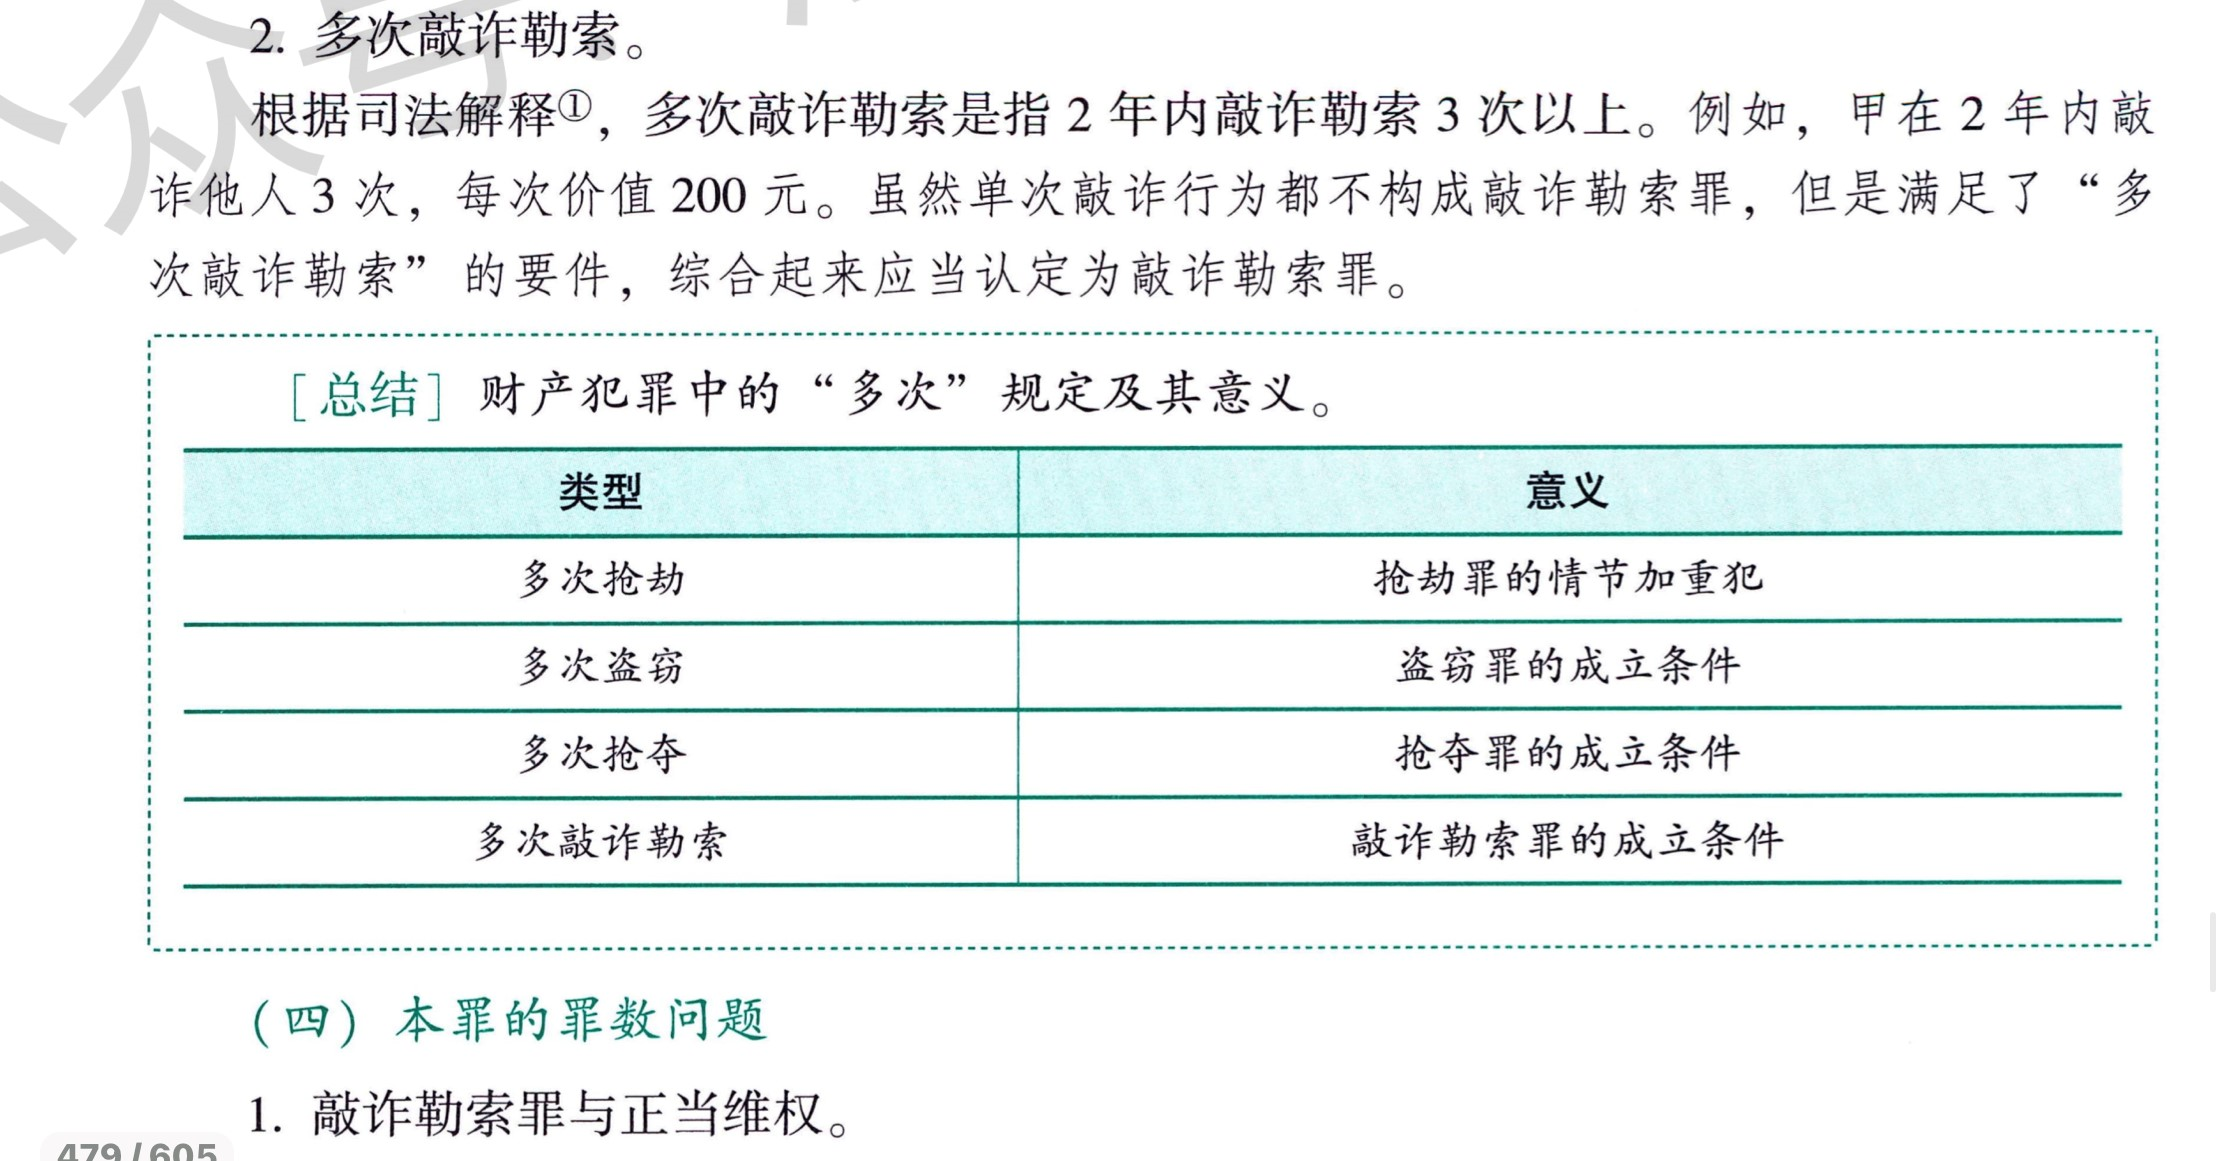 2. 多次敲诈勒索。
根据司法解释①，多次敲诈勒索是指 2 年内敲诈勒索 3 次以上。例如，甲在 2 年内敲
诈他人 3 次，每次价值 200 元。虽然单次敲诈行为都不构成敲诈勒索罪，但是满足了“多
次敲诈勒索”的要件，综合起来应当认定为敲诈勒索罪。
［总结］财产犯罪中的“多次”规定及其意义。
类型 意义
多次抢劫 抢劫罪的情节加重犯
多次盗窃 盗窃罪的成立条件
多次抢夺 抢夺罪的成立条件
多次敲诈勒索 敲诈勒索罪的成立条件
（四）本罪的罪数问题
1. 敲诈勒索罪与正当维权。
479 / 605
公众号：